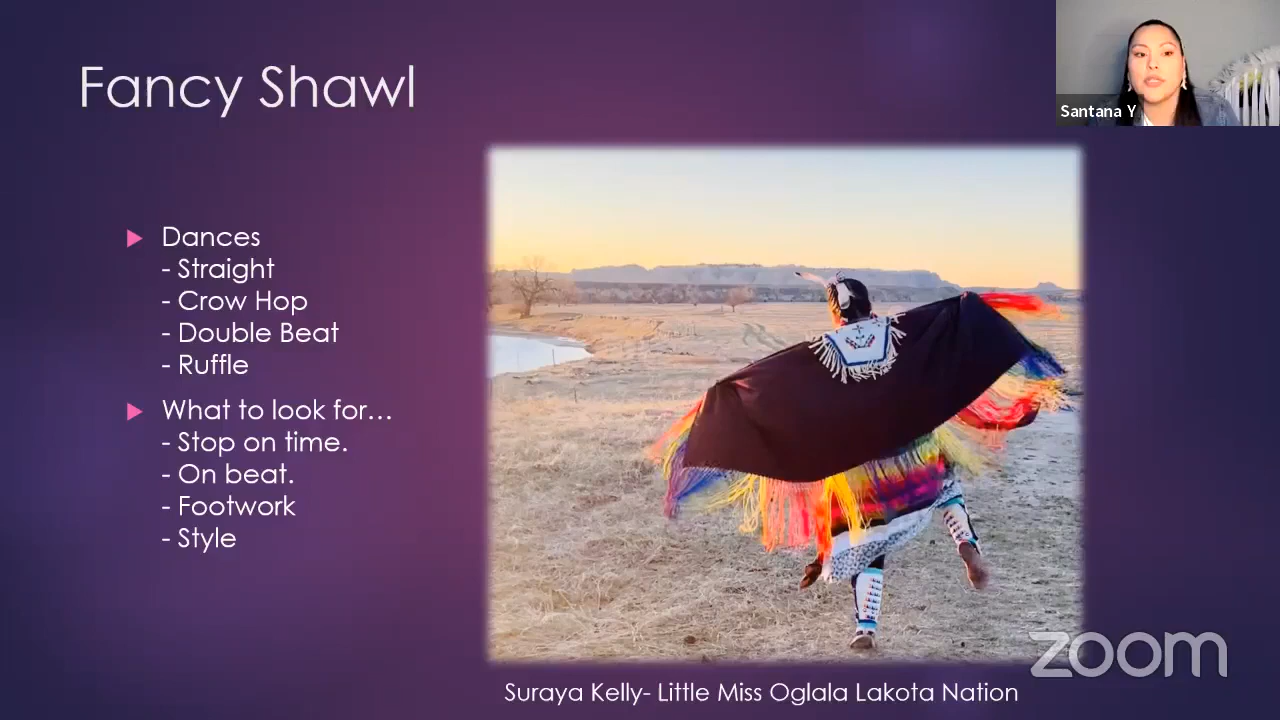 Fancy Shawl
Santana Y
Dances
- Straight
- Crow Hop
- Double Beat
- Ruffle
What to look for...
- Stop on time.
- On beat.
- Footwork
- Style
zoom
Suraya Kelly- Little Miss Oglala Lakota Nation